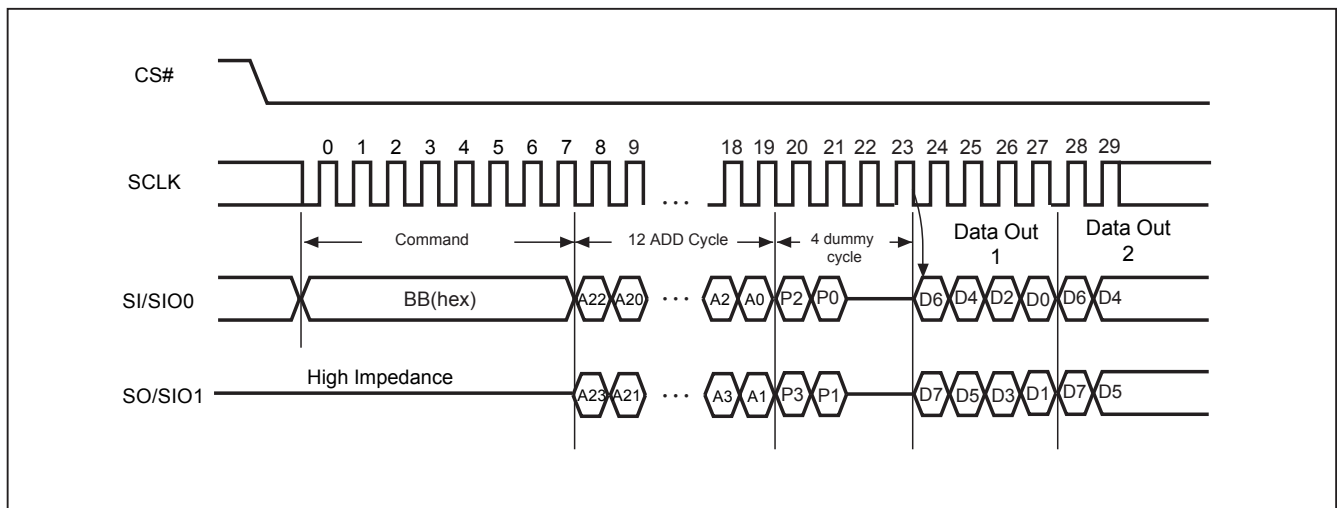 CS#
0 1 2 3 4 5 6 7 8 9 18 19 20 21 22 23 24 25 26 27 28 29
SCLK
...
Command
12 ADD Cycle
4 dummy
cycle
Data Out
1
Data Out
2
SI/SIO0
BB(hex)
A22 A20 ... A2 A0 P2 P0 D6 D4 D2 D0 D6 D4
High Impedance
SO/SIO1
A23 A21 ... A3 A1 P3 P1 D7 D5 D3 D1 D7 D5